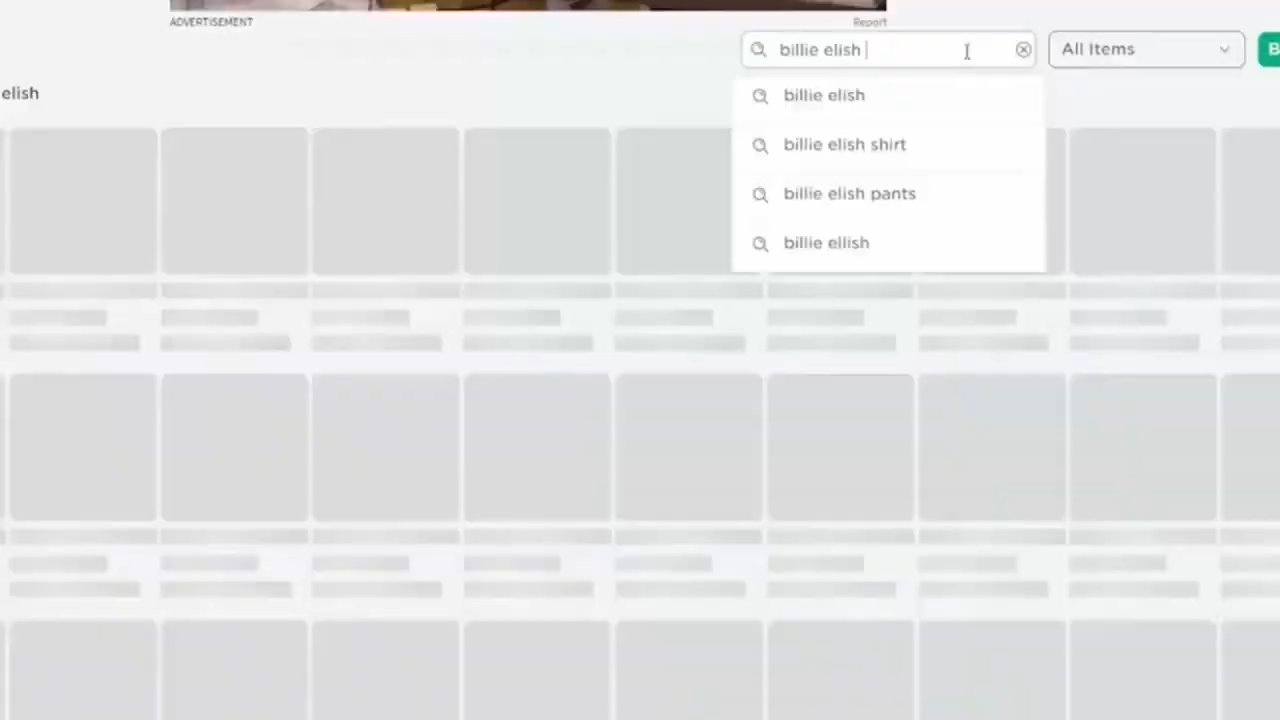 ADVERTISEMENT
Report
billie elish
All Items
B
elish
billie elish
billie elish shirt
billie elish pants
billie ellish